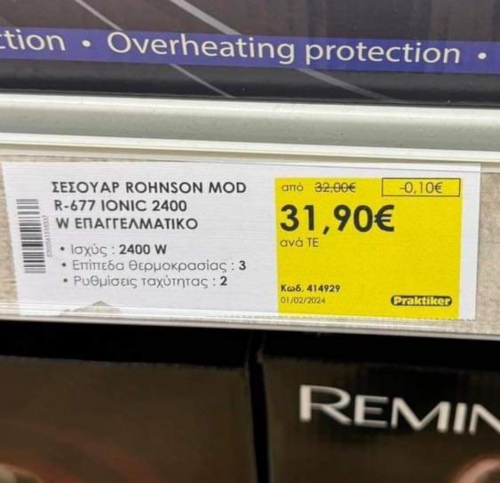 ction • Overheating protection •
ΣΕΣΟΥΑΡ ROHNSON MOD
R-677 IONIC 2400
W ΕΠΑΓΓΕΛΜΑΤΙΚΟ
• Ισχύς : 2400 W
• Επίπεδα θερμοκρασίας : 3
• Ρυθμίσεις ταχύτητας : 2
από 32,00€ -0,10€
31,90€
ανά ΤΕ
Κωδ. 414929
01/02/2024
Praktiker
REMIN